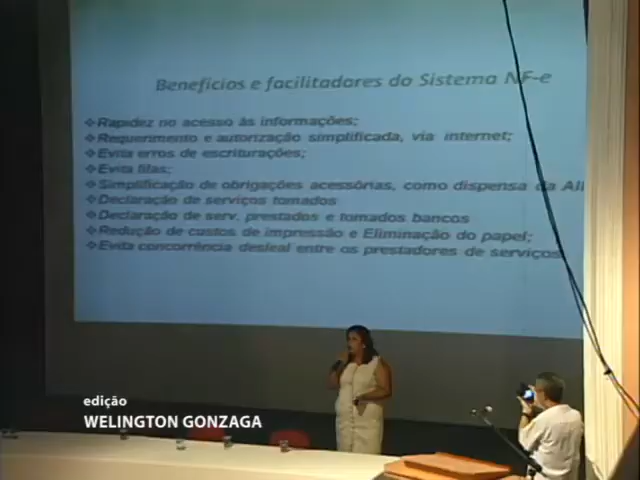 Benefícios e facilitadores do Sistema NF-e
❖Rapidez no acesso às informações;
❖Requerimento e autorização simplificada, via internet;
❖Evita erros de escriturações;
❖Evita filas;
❖Simplificação de obrigações acessórias, como dispensa da AI
❖Declaração de serviços tomados
❖Declaração de serv. prestados e tomados bancos
❖Redução de custos de impressão e Eliminação do papel;
❖Evita concorrência desleal entre os prestadores de serviços
edição
WELINGTON GONZAGA